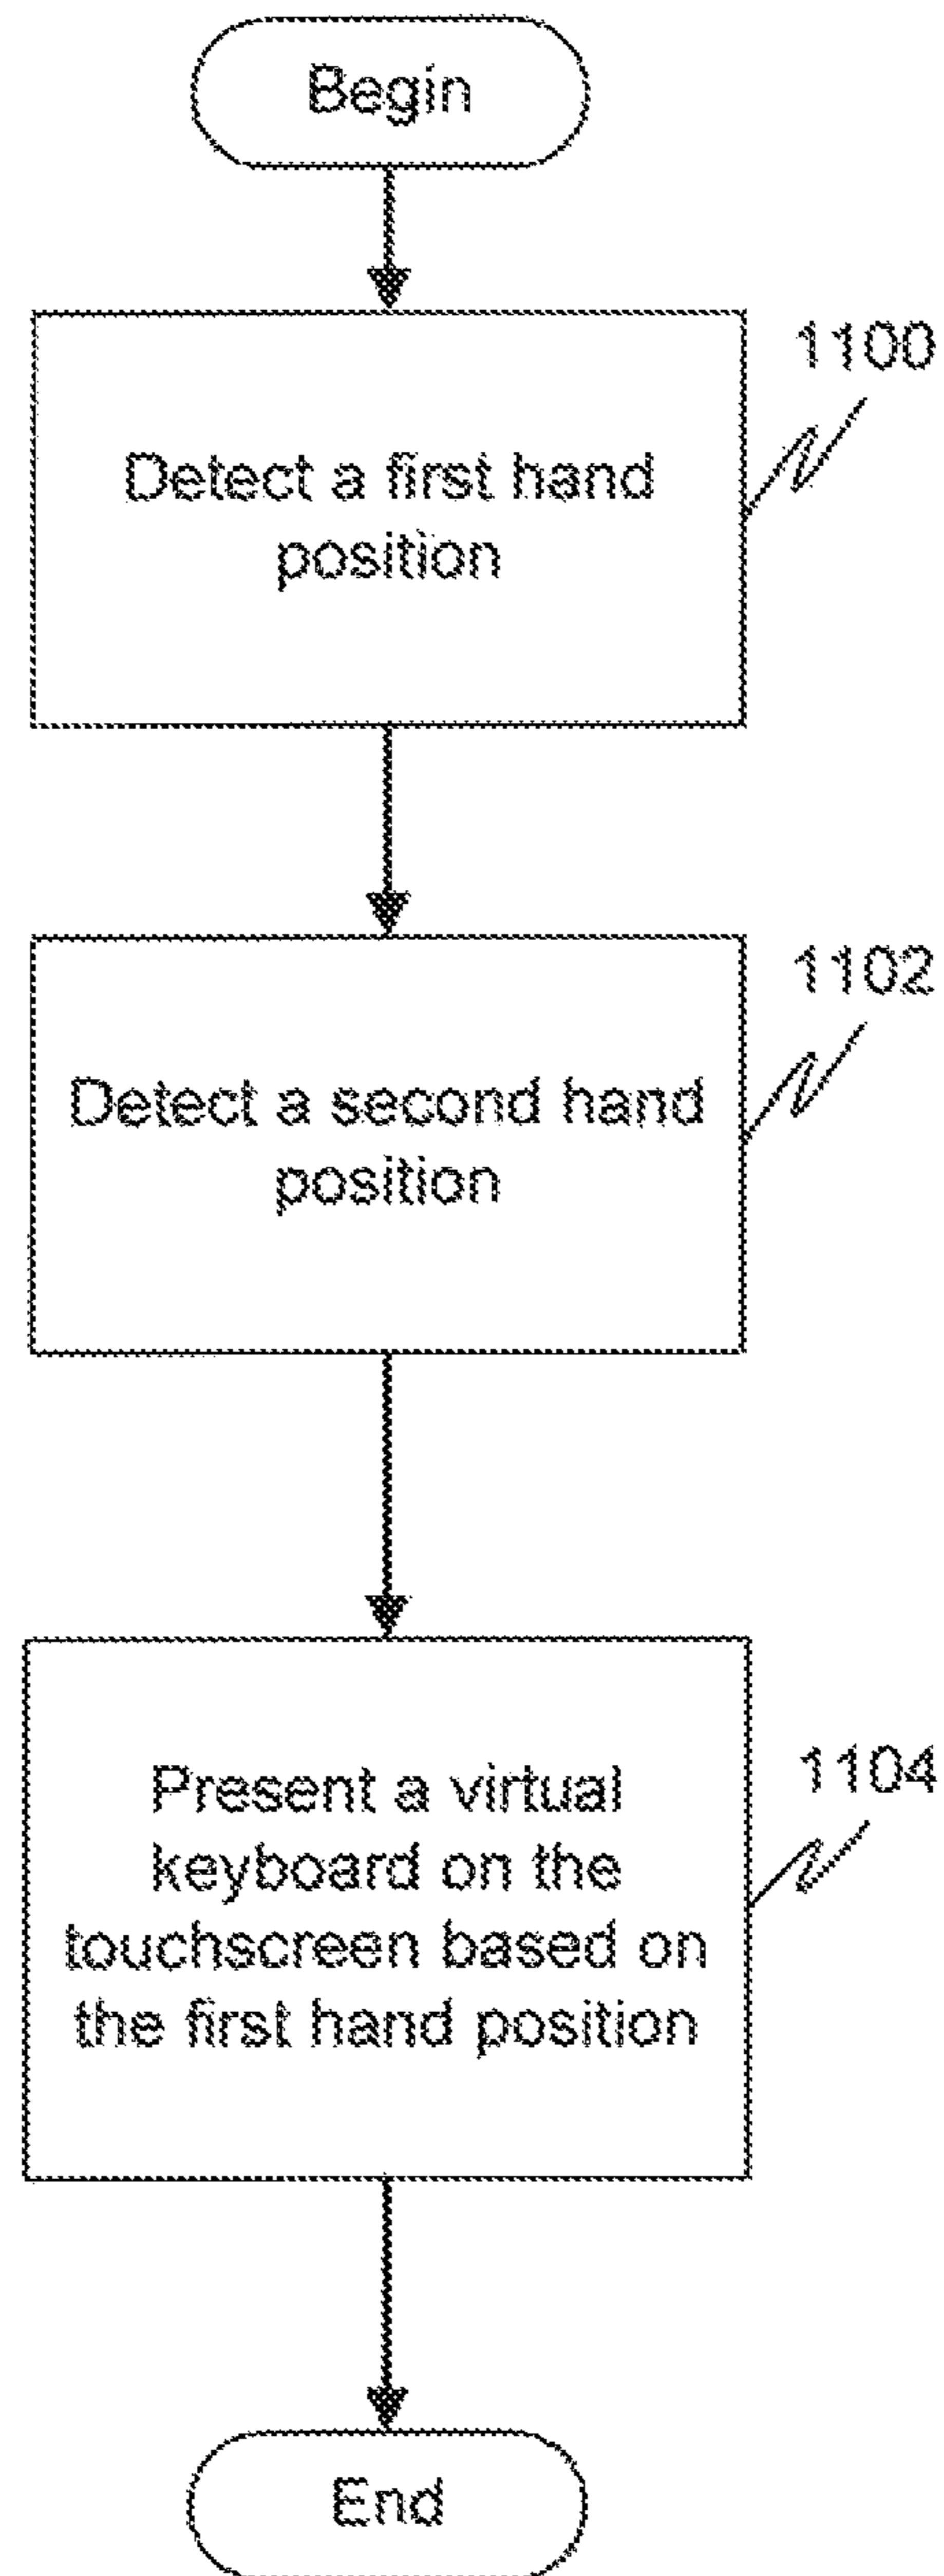 Begin
1100
Detect a first hand
position
1102
Detect a second hand
position
1104
Present a virtual
keyboard on the
touchscreen based on
the first hand position
End